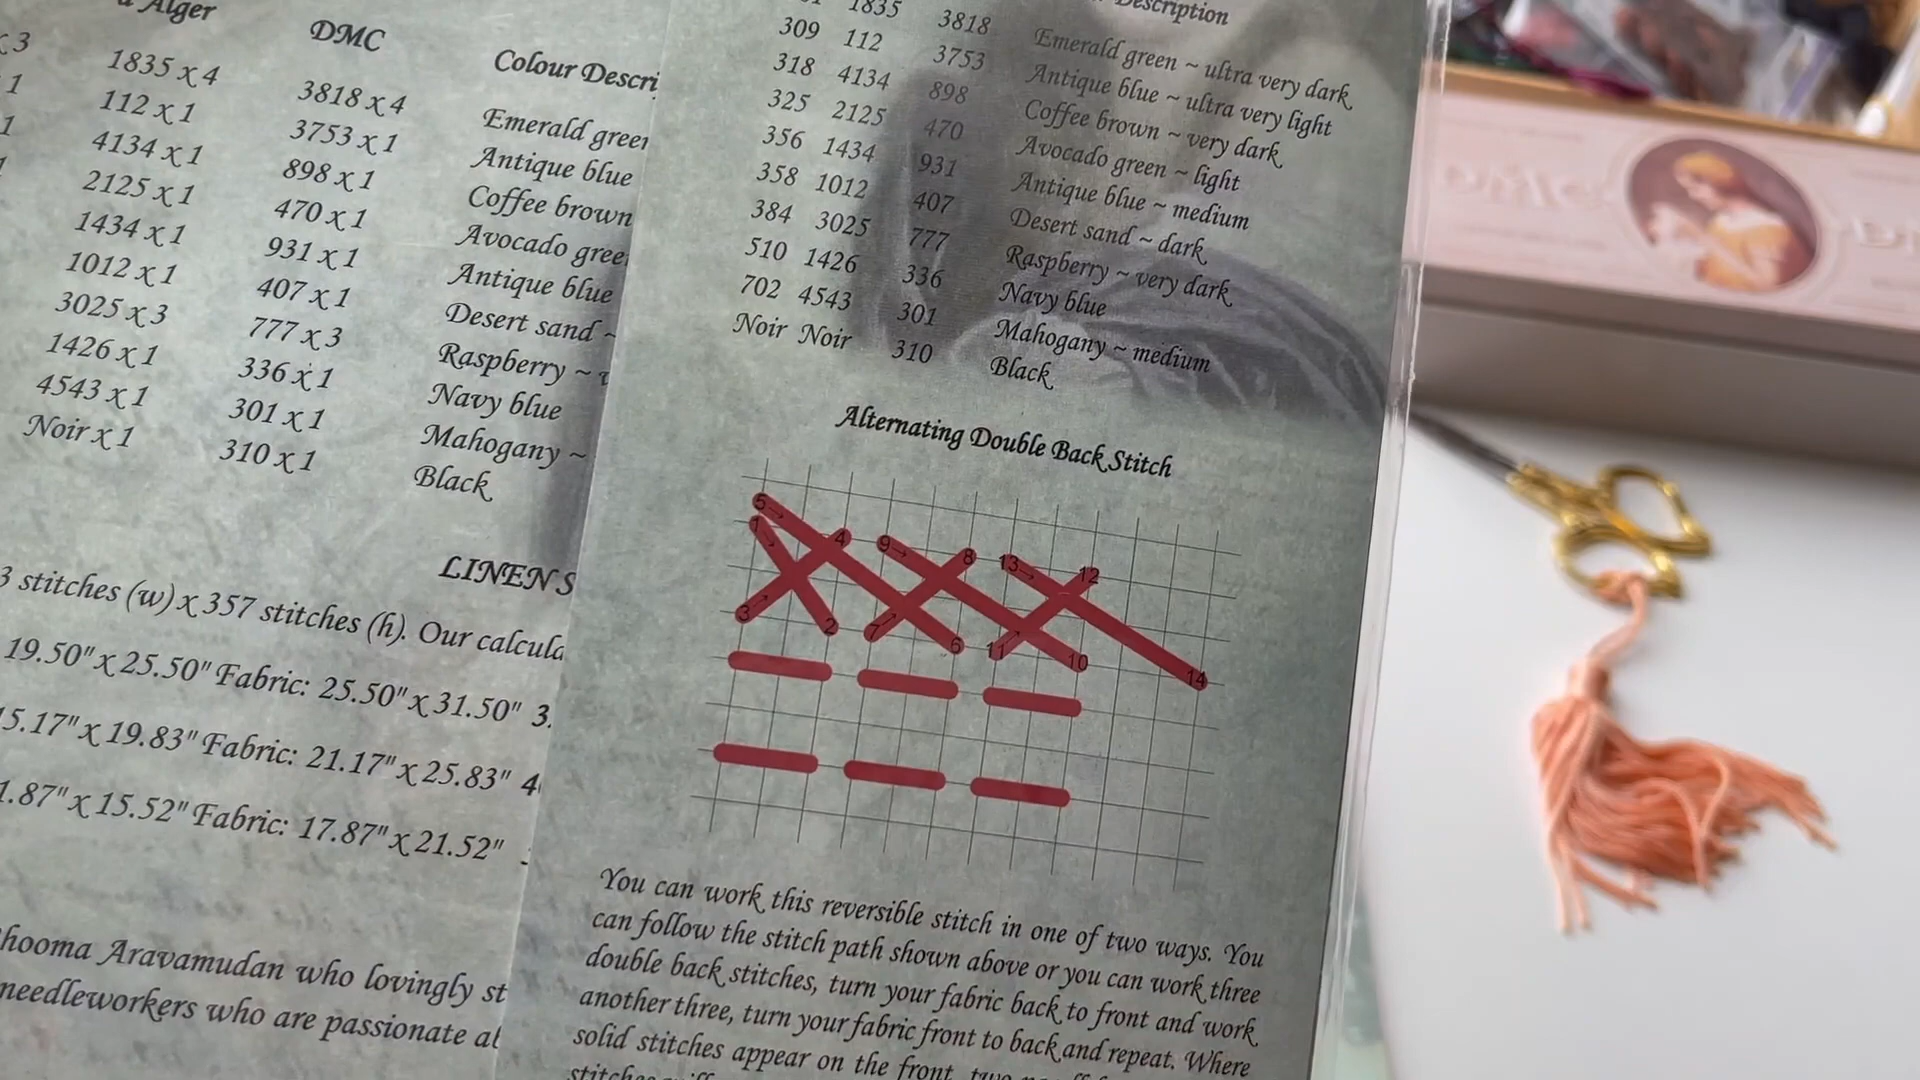 Alger
DMC
Colour Descri
x 3
1835 x 4
3818 x 4
Emerald green
1
112 x 1
3753 x 1
Antique blue
1
4134 x 1
898 x 1
Coffee brown
2125 x 1
470 x 1
Avocado gree
1434 x 1
931 x 1
Antique blue
1012 x 1
407 x 1
Desert sand ~
3025 x 3
777 x 3
Raspberry ~
1426 x 1
336 x 1
Navy blue
4543 x 1
301 x 1
Mahogany ~
Noir x 1
310 x 1
Black
LINEN S
3 stitches (w) x 357 stitches (h). Our calcula
19.50" x 25.50" Fabric: 25.50" x 31.50" 3.
5.17" x 19.83" Fabric: 21.17" x 25.83" 4
1.87" x 15.52" Fabric: 17.87" x 21.52"
hooma Aravamudan who lovingly st
needleworkers who are passionate ab
Description
1835 3818 Emerald green ~ ultra very dark
309 112 3753 Antique blue ~ ultra very light
318 4134 898 Coffee brown ~ very dark
325 2125 470 Avocado green ~ light
356 1434 931 Antique blue ~ medium
358 1012 407 Desert sand ~ dark
384 3025 777 Raspberry ~ very dark
510 1426 336 Navy blue
702 4543 301 Mahogany ~ medium
Noir Noir 310 Black
Alternating Double Back Stitch
5
1
4
9
8
13
12
3
2
7
6
11
10
14
You can work this reversible stitch in one of two ways. You
can follow the stitch path shown above or you can work three
double back stitches, turn your fabric back to front and work
another three, turn your fabric front to back and repeat. Where
solid stitches appear on the front, two
DMC